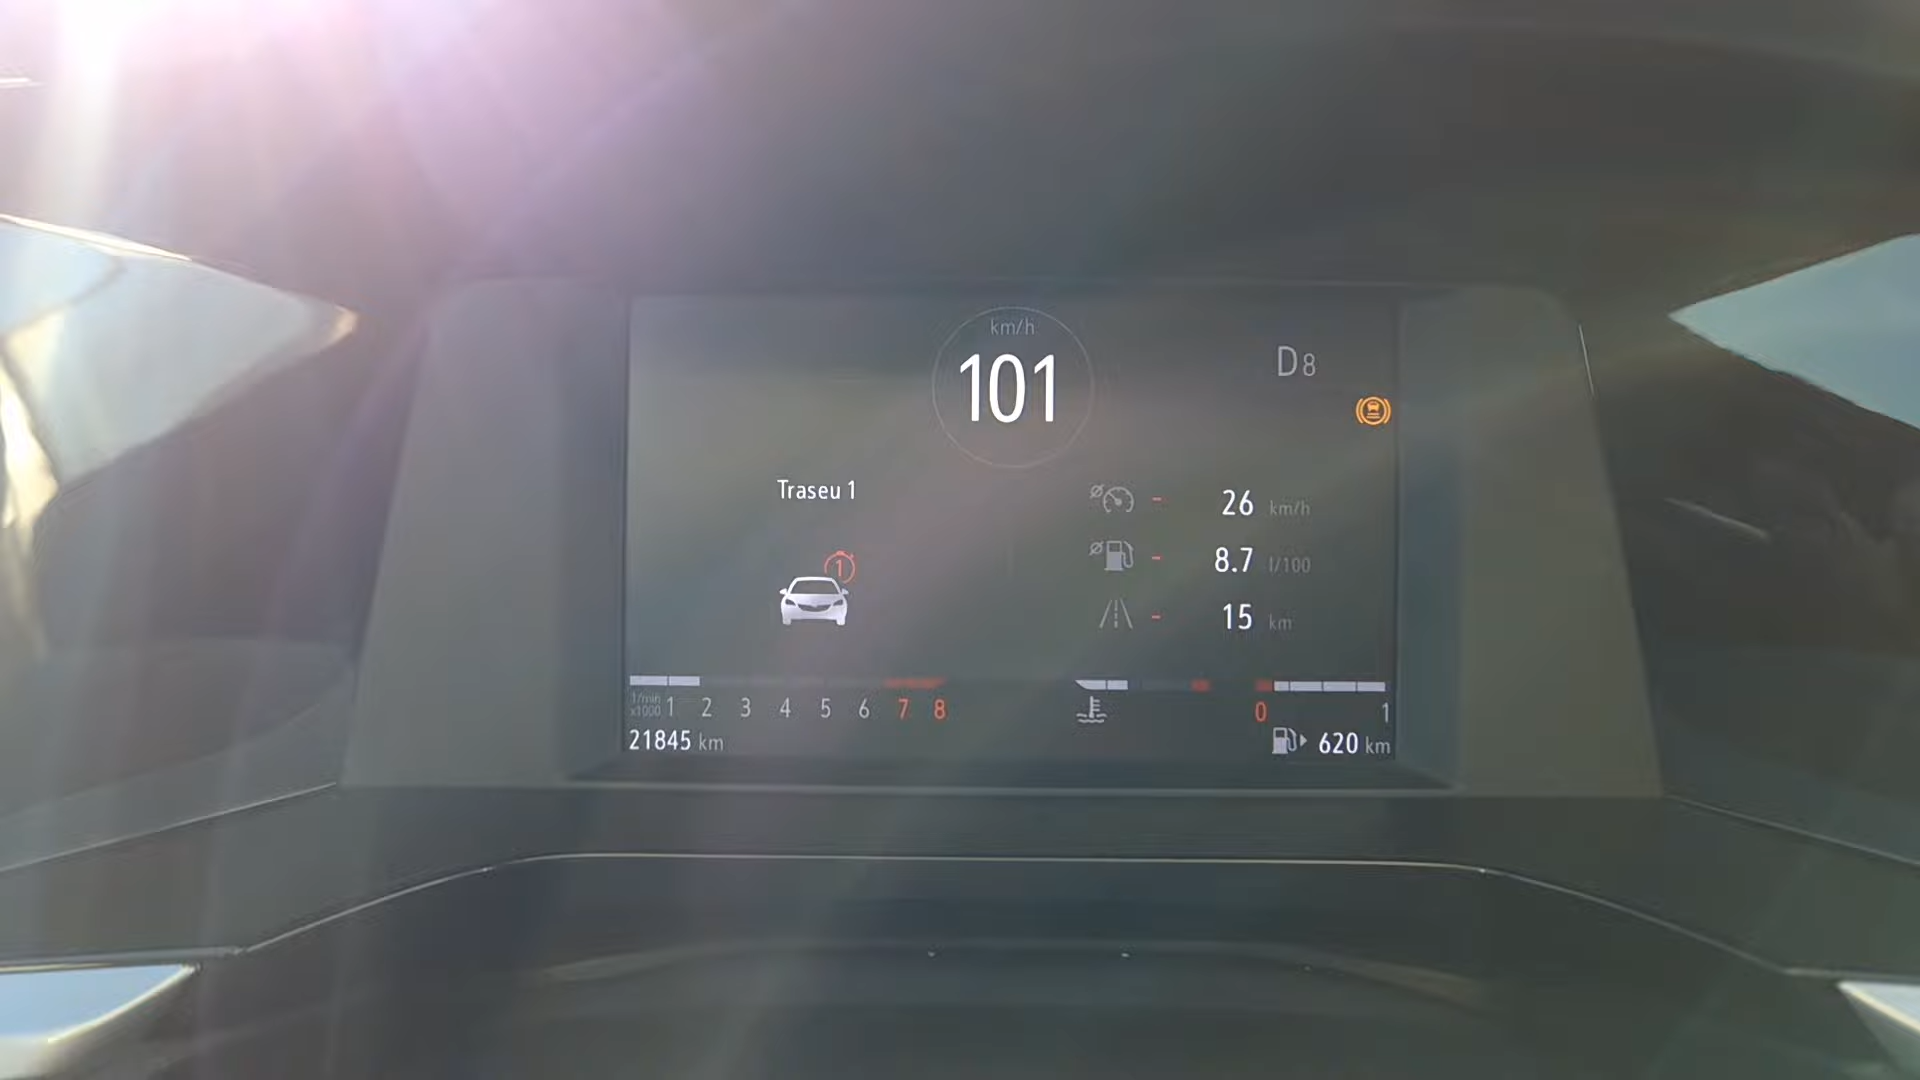 km/h
101
D8
Traseu 1
Ø - 26 km/h
1
Ø - 8.7 l/100
- 15 km
1/min
x1000
1 2 3 4 5 6 7 8
0 1
21845 km
620 km